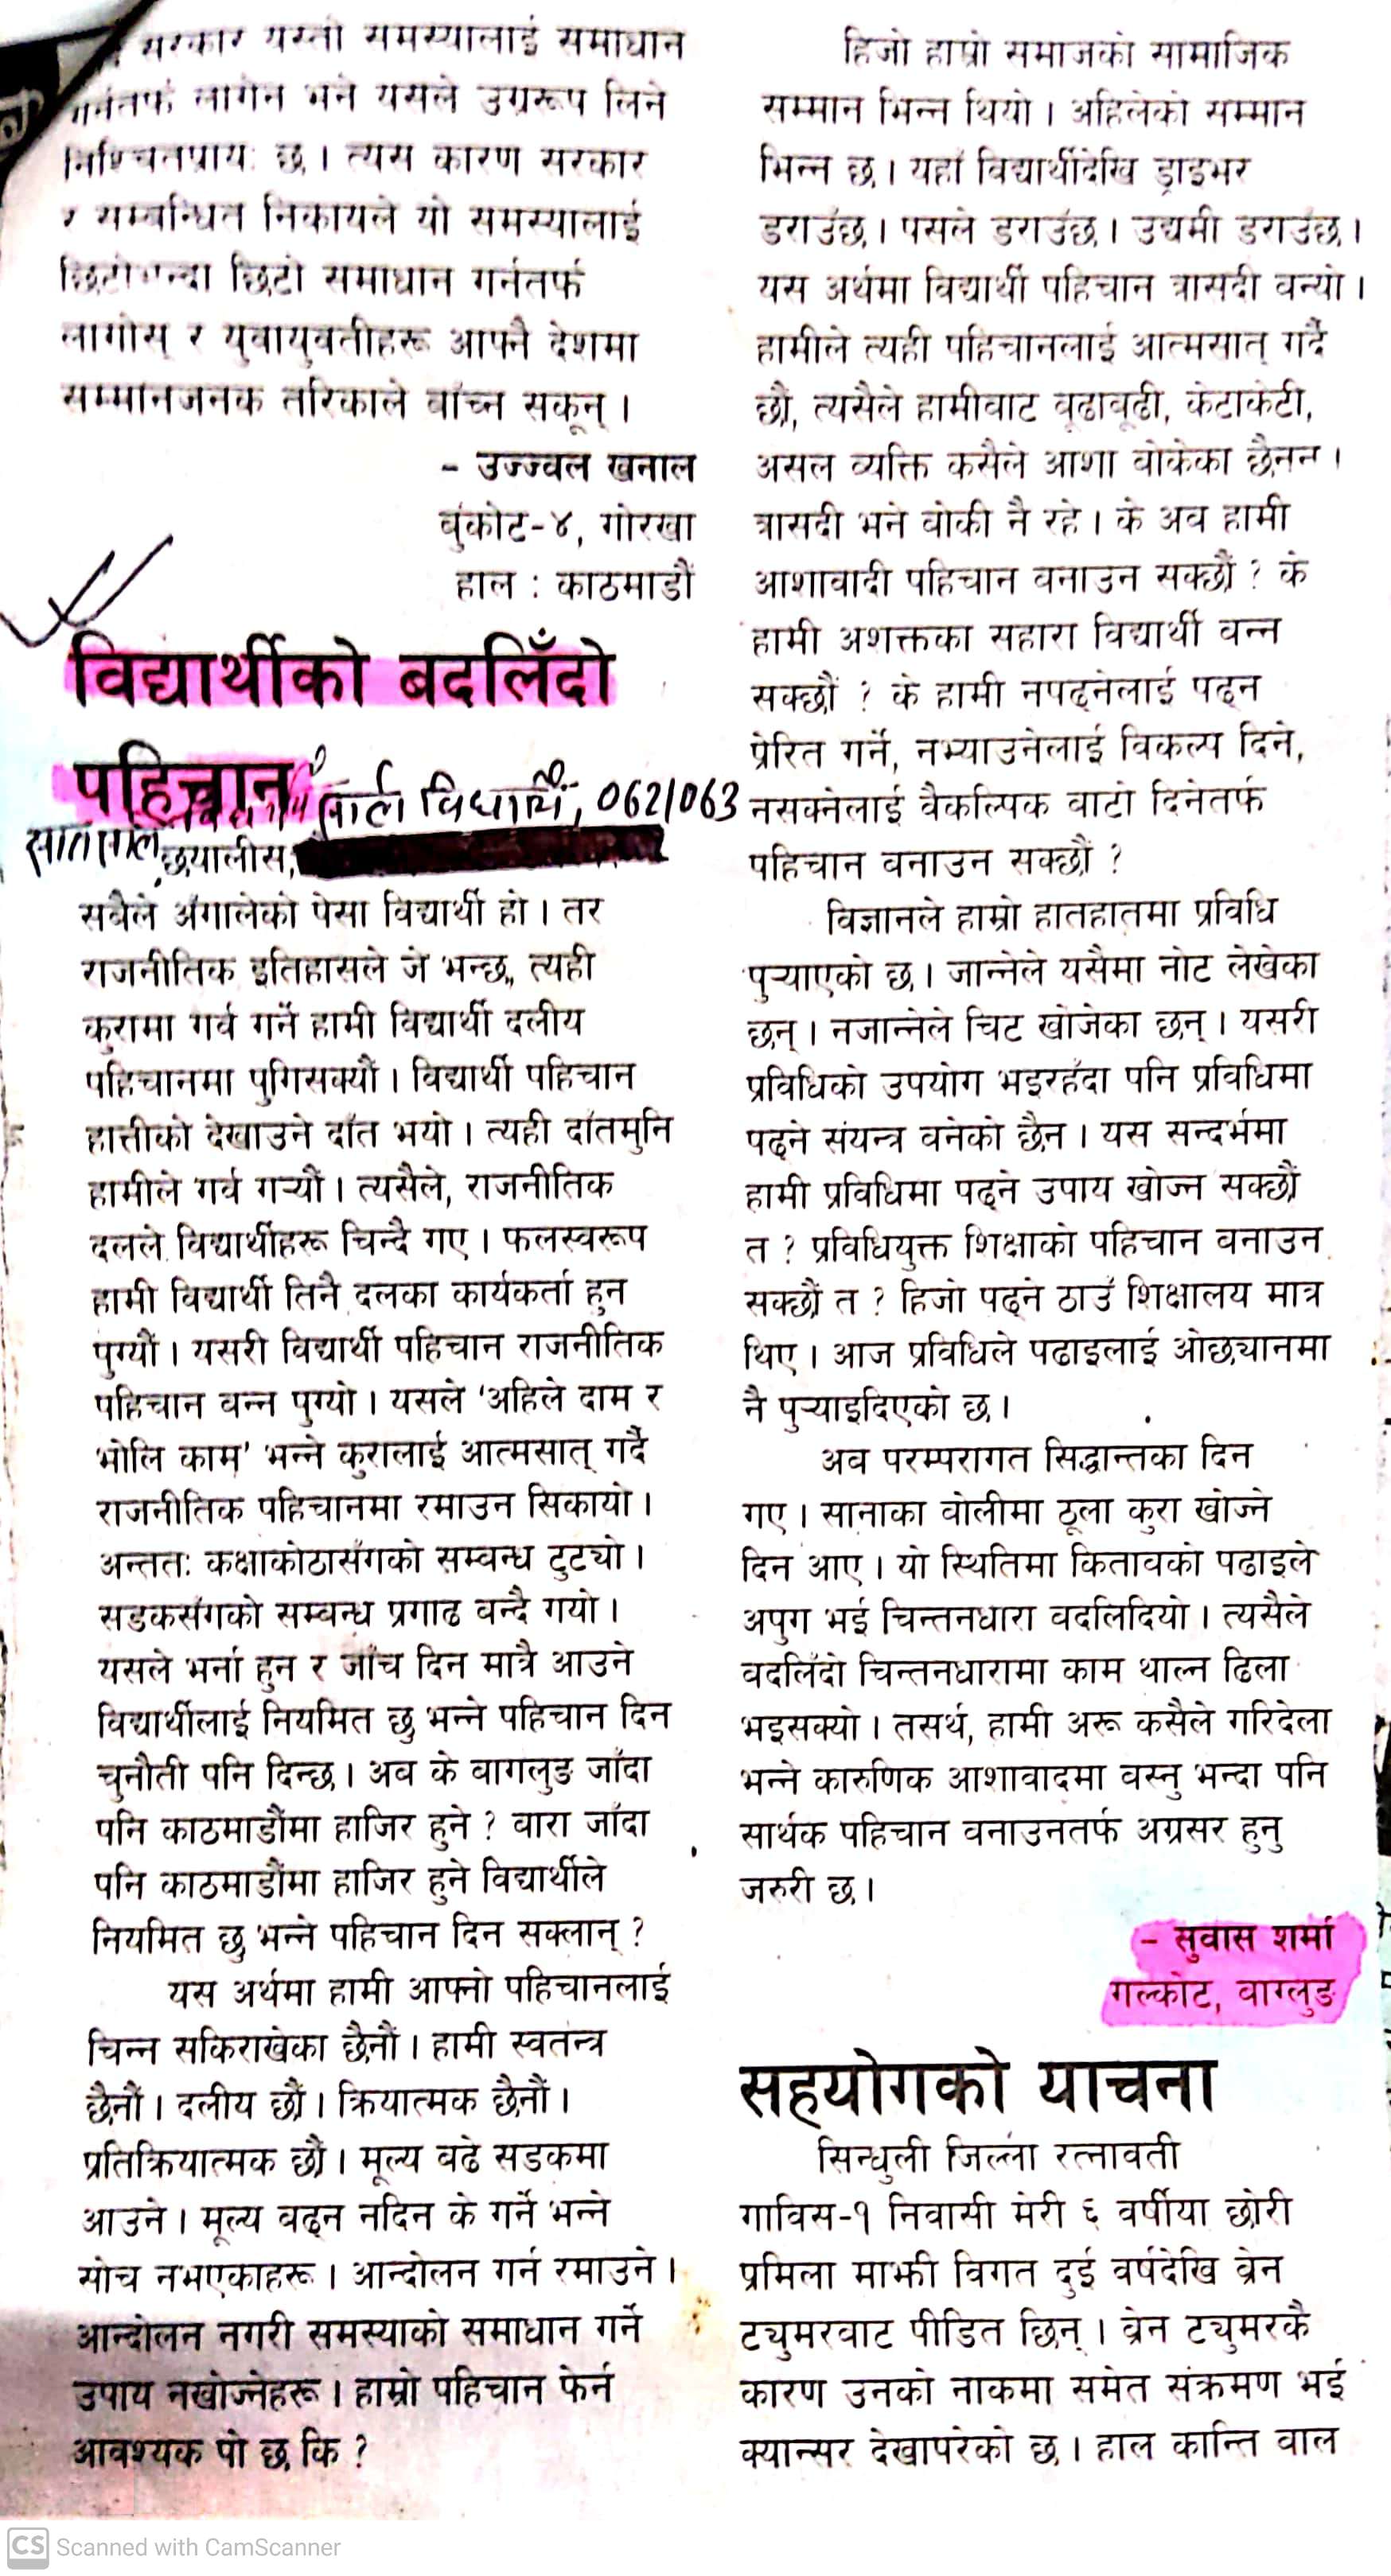 सरकार यस्तो समस्यालाई समाधान
गर्नतर्फ लागेन भने यसले उग्ररूप लिने
निश्चितप्रायः छ । त्यस कारण सरकार
र सम्बन्धित निकायले यो समस्यालाई
छिटोभन्दा छिटो समाधान गर्नतर्फ
लागोस् र युवायुवतीहरू आफ्नै देशमा
सम्मानजनक तरिकाले बाँच्न सकून् ।
- उज्ज्वल खनाल
बुंकोट-४, गोरखा
हाल : काठमाडौं
विद्यार्थीको बदलिँदो
पहिचान
विद्यार्थी, ०६२/०६३
छयालीस,
सबैले अँगालेको पेसा विद्यार्थी हो । तर
राजनीतिक इतिहासले जे भन्छ, त्यही
कुरामा गर्व गर्ने हामी विद्यार्थी दलीय
पहिचानमा पुगिसक्यौं । विद्यार्थी पहिचान
हात्तीको देखाउने दाँत भयो । त्यही दाँतमुनि
हामीले गर्व गऱ्यौं । त्यसैले, राजनीतिक
दलले विद्यार्थीहरू चिन्दै गए । फलस्वरूप
हामी विद्यार्थी तिनै दलका कार्यकर्ता हुन
पुग्यौं । यसरी विद्यार्थी पहिचान राजनीतिक
पहिचान बन्न पुग्यो । यसले 'अहिले दाम र
भोलि काम' भन्ने कुरालाई आत्मसात् गर्दै
राजनीतिक पहिचानमा रमाउन सिकायो ।
अन्ततः कक्षाकोठासँगको सम्बन्ध टुट्यो ।
सडकसँगको सम्बन्ध प्रगाढ बन्दै गयो ।
यसले भर्ना हुन र जाँच दिन मात्रै आउने
विद्यार्थीलाई नियमित छु भन्ने पहिचान दिन
चुनौती पनि दिन्छ । अब के बागलुङ जाँदा
पनि काठमाडौंमा हाजिर हुने ? बारा जाँदा
पनि काठमाडौंमा हाजिर हुने विद्यार्थीले
नियमित छु भन्ने पहिचान दिन सक्लान् ?
यस अर्थमा हामी आफ्नो पहिचानलाई
चिन्न सकिराखेका छैनौं । हामी स्वतन्त्र
छैनौं । दलीय छौं । क्रियात्मक छैनौं ।
प्रतिक्रियात्मक छौं । मूल्य बढे सडकमा
आउने । मूल्य बढ्न नदिन के गर्ने भन्ने
सोच नभएकाहरू । आन्दोलन गर्न रमाउने ।
आन्दोलन नगरी समस्याको समाधान गर्ने
उपाय नखोज्नेहरू । हाम्रो पहिचान फेर्न
आवश्यक पो छ कि ?
हिजो हाम्रो समाजको सामाजिक
सम्मान भिन्न थियो । अहिलेको सम्मान
भिन्न छ । यहाँ विद्यार्थीदेखि ड्राइभर
डराउँछ । पसले डराउँछ । उद्यमी डराउँछ ।
यस अर्थमा विद्यार्थी पहिचान त्रासदी बन्यो ।
हामीले त्यही पहिचानलाई आत्मसात् गर्दै
छौं, त्यसैले हामीबाट बूढाबूढी, केटाकेटी,
असल व्यक्ति कसैले आशा बोकेका छैनन ।
त्रासदी भने बोकी नै रहे । के अब हामी
आशावादी पहिचान बनाउन सक्छौं ? के
हामी अशक्तका सहारा विद्यार्थी बन्न
सक्छौं ? के हामी नपढ्नेलाई पढ्न
प्रेरित गर्ने, नभ्याउनेलाई विकल्प दिने,
नसक्नेलाई वैकल्पिक बाटो दिनेतर्फ
पहिचान बनाउन सक्छौं ?
विज्ञानले हाम्रो हातहातमा प्रविधि
पुऱ्याएको छ । जान्नेले यसैमा नोट लेखेका
छन् । नजान्नेले चिट खोजेका छन् । यसरी
प्रविधिको उपयोग भइरहँदा पनि प्रविधिमा
पढ्ने संयन्त्र बनेको छैन । यस सन्दर्भमा
हामी प्रविधिमा पढ्ने उपाय खोज्न सक्छौं
त ? प्रविधियुक्त शिक्षाको पहिचान बनाउन
सक्छौं त ? हिजो पढ्ने ठाउँ शिक्षालय मात्र
थिए । आज प्रविधिले पढाइलाई ओछ्यानमा
नै पुऱ्याइदिएको छ ।
अब परम्परागत सिद्धान्तका दिन
गए । सानाका बोलीमा ठूला कुरा खोज्ने
दिन आए । यो स्थितिमा किताबको पढाइले
अपुग भई चिन्तनधारा बदलिदियो । त्यसैले
बदलिँदो चिन्तनधारामा काम थाल्न ढिला
भइसक्यो । तसर्थ, हामी अरू कसैले गरिदेला
भन्ने कारुणिक आशावादमा बस्नु भन्दा पनि
सार्थक पहिचान बनाउनतर्फ अग्रसर हुनु
जरुरी छ ।
- सुवास शर्मा
गल्कोट, बाग्लुङ
सहयोगको याचना
सिन्धुली जिल्ला रत्नावती
गाविस-१ निवासी मेरी ६ वर्षीया छोरी
प्रमिला माझी विगत दुई वर्षदेखि ब्रेन
ट्युमरबाट पीडित छिन् । ब्रेन ट्युमरकै
कारण उनको नाकमा समेत संक्रमण भई
क्यान्सर देखापरेको छ । हाल कान्ति बाल
CS Scanned with CamScanner